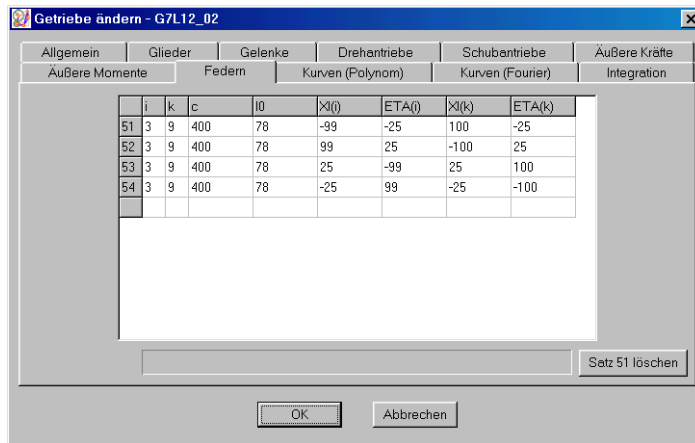 Getriebe ändern - G7L12_02
Allgemein Glieder Gelenke Drehantriebe Schubantriebe Äußere Kräfte
Äußere Momente Federn Kurven (Polynom) Kurven (Fourier) Integration
i k c l0 XI(i) ETA(i) XI(k) ETA(k)
51 3 9 400 78 -99 -25 100 -25
52 3 9 400 78 99 25 -100 25
53 3 9 400 78 25 -99 25 100
54 3 9 400 78 -25 99 -25 -100
Satz 51 löschen
OK Abbrechen